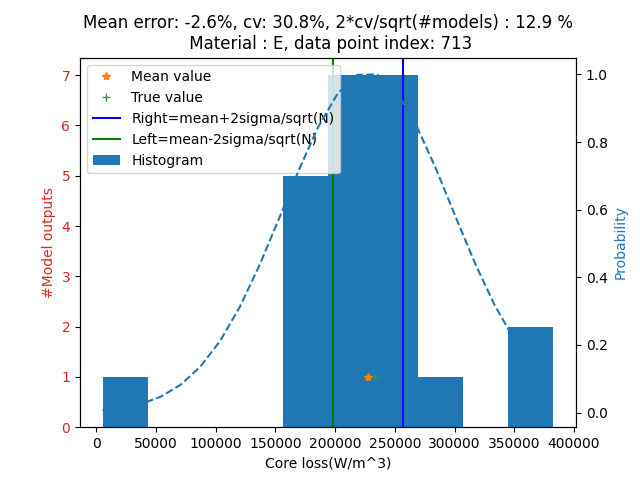 Mean error: -2.6%, cv: 30.8%, 2*cv/sqrt(#models) : 12.9 %
Material : E, data point index: 713
Mean value
True value
Right=mean+2sigma/sqrt(N)
Left=mean-2sigma/sqrt(N)
Histogram
7
6
5
4
3
2
1
0
#Model outputs
1.0
0.8
0.6
0.4
0.2
0.0
Probability
0 50000 100000 150000 200000 250000 300000 350000 400000
Core loss(W/m^3)